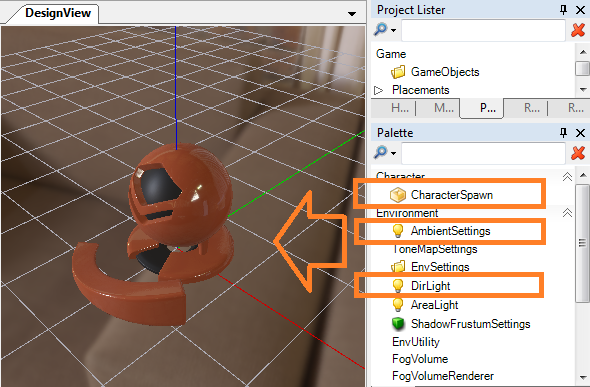 DesignView
Project Lister
Game
GameObjects
Placements
H...
M...
P...
R...
R...
Palette
Character
CharacterSpawn
Environment
AmbientSettings
ToneMapSettings
EnvSettings
DirLight
AreaLight
ShadowFrustumSettings
EnvUtility
FogVolume
FogVolumeRenderer